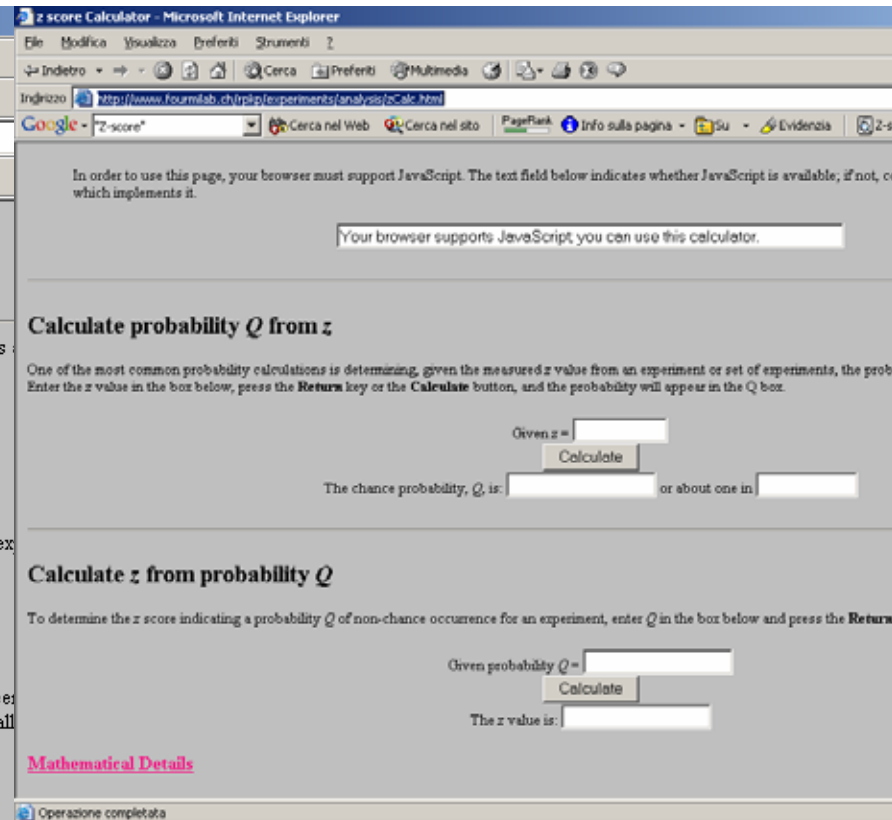 z score Calculator - Microsoft Internet Explorer
File Modifica Visualizza Preferiti Strumenti ?
Indietro Cerca Preferiti Multimedia
Indirizzo http://www.fourmilab.ch/rpkp/experiments/analysis/zCalc.html
Google "Z-score" Cerca nel Web Cerca nel sito PageRank Info sulla pagina Su Evidenzia
In order to use this page, your browser must support JavaScript. The text field below indicates whether JavaScript is available; if not,
which implements it.
Your browser supports JavaScript, you can use this calculator.
Calculate probability Q from z
One of the most common probability calculations is determining, given the measured z value from an experiment or set of experiments, the
Enter the z value in the box below, press the Return key or the Calculate button, and the probability will appear in the Q box.
Given z =
Calculate
The chance probability, Q, is: or about one in
Calculate z from probability Q
To determine the z score indicating a probability Q of non-chance occurrence for an experiment, enter Q in the box below and press the Return
Given probability Q =
Calculate
The z value is:
Mathematical Details
Operazione completata